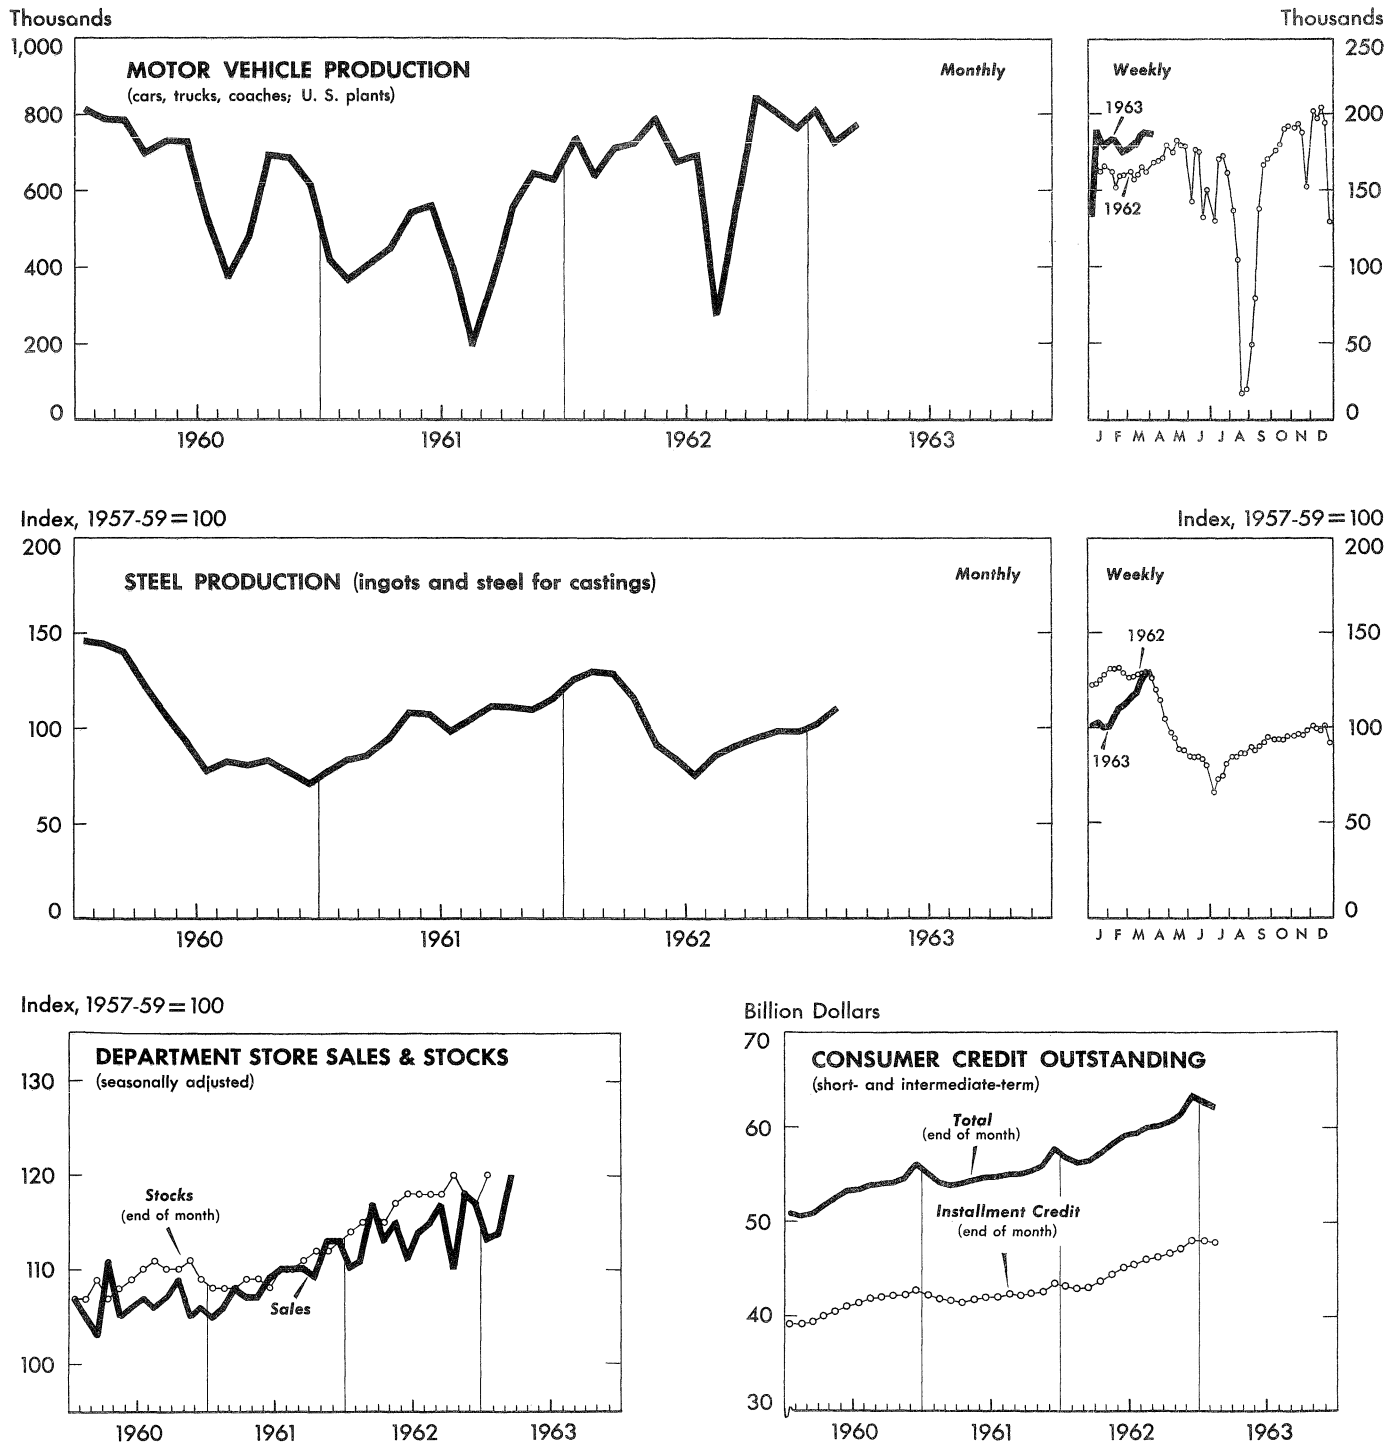 Thousands
Thousands
1,000
800
600
400
200
0
MOTOR VEHICLE PRODUCTION
(cars, trucks, coaches; U. S. plants)
Monthly
1960
1961
1962
1963
Weekly
1963
1962
250
200
150
100
50
0
J F M A M J J A S O N D
Index, 1957-59=100
Index, 1957-59=100
200
150
100
50
0
STEEL PRODUCTION (ingots and steel for castings)
Monthly
1960
1961
1962
1963
Weekly
1962
1963
200
150
100
50
0
J F M A M J J A S O N D
Index, 1957-59=100
DEPARTMENT STORE SALES & STOCKS
(seasonally adjusted)
130
120
110
100
Stocks
(end of month)
Sales
1960
1961
1962
1963
Billion Dollars
70
60
50
40
30
CONSUMER CREDIT OUTSTANDING
(short- and intermediate-term)
Total
(end of month)
Installment Credit
(end of month)
1960
1961
1962
1963